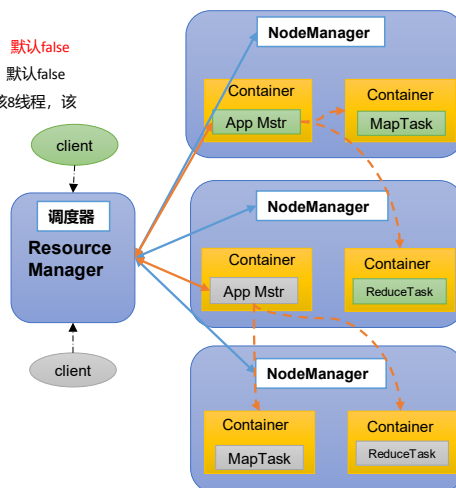 默认false
默认false
该8线程，该
client
调度器
Resource
Manager
client
NodeManager
Container
App Mstr
Container
MapTask
NodeManager
Container
App Mstr
Container
ReduceTask
NodeManager
Container
MapTask
Container
ReduceTask